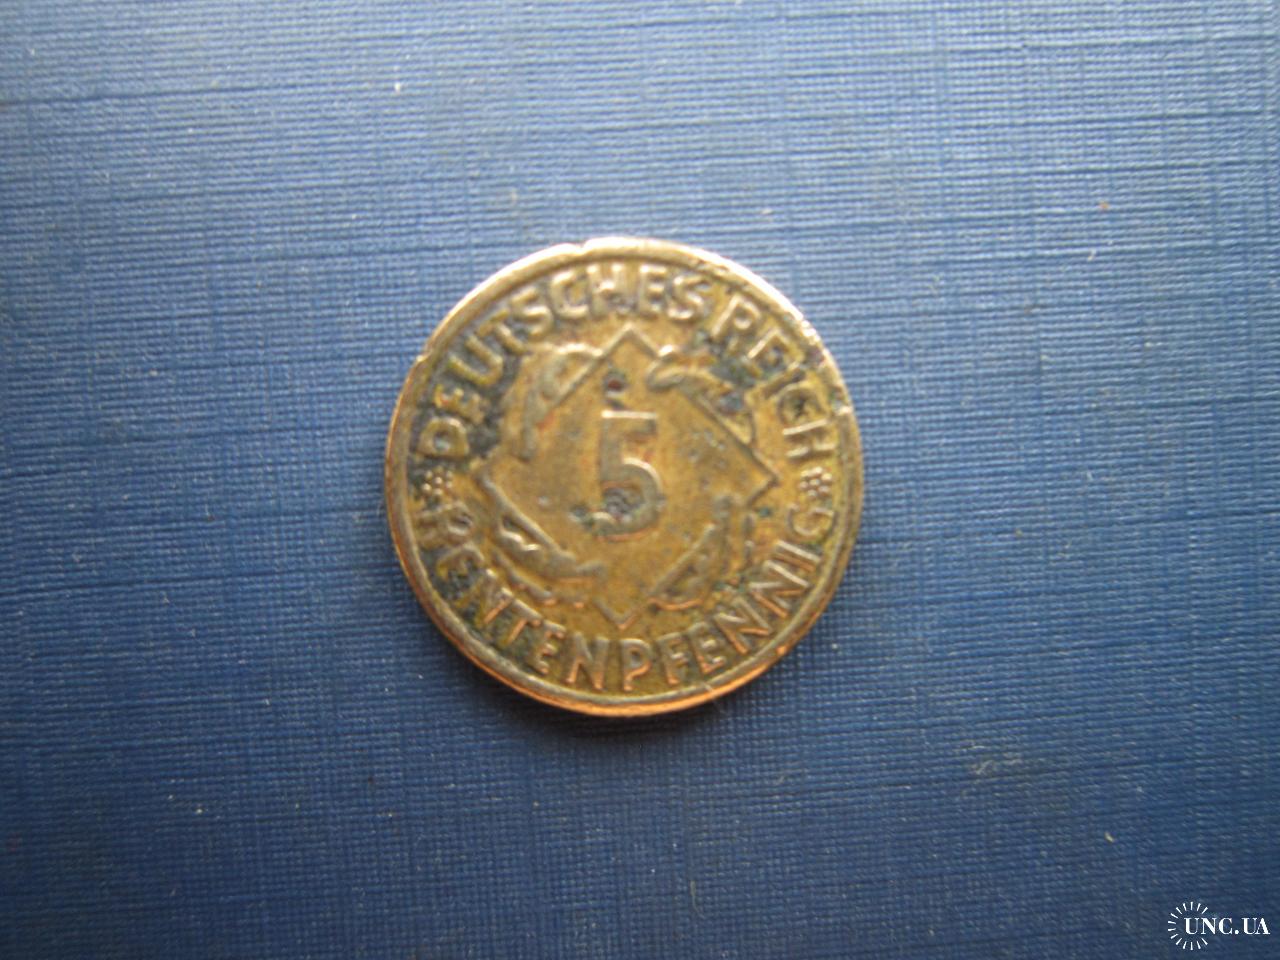 DEUTSCHES REICH
5
RENTENPFENNIG
UNC.UA